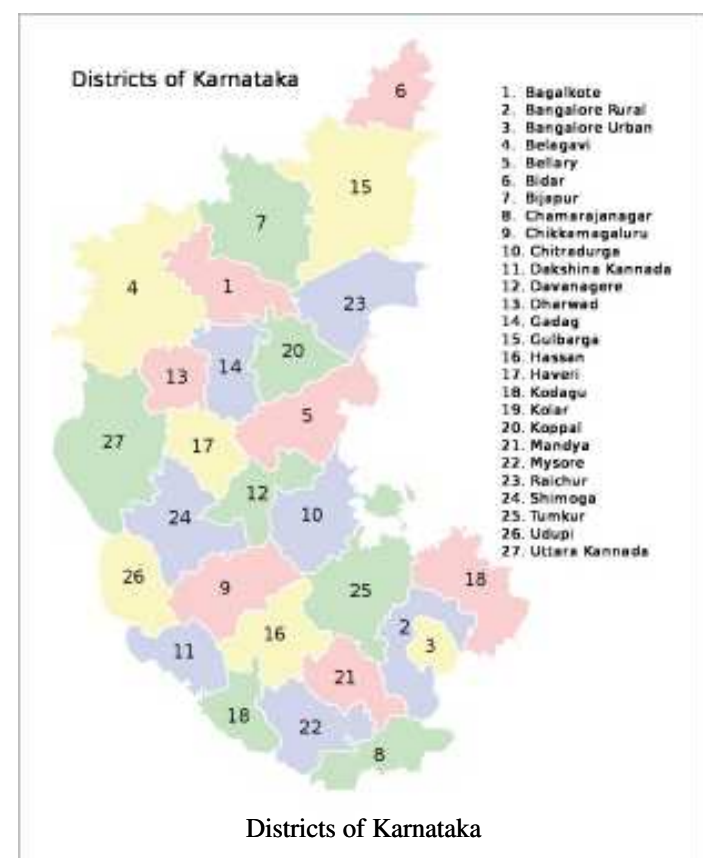 Districts of Karnataka
1. Bagalkote
2. Bangalore Rural
3. Bangalore Urban
4. Belagavi
5. Bellary
6. Bidar
7. Bijapur
8. Chamarajanagar
9. Chikkamagaluru
10. Chitradurga
11. Dakshina Kannada
12. Davanagere
13. Dharwad
14. Gadag
15. Gulbarga
16. Hassan
17. Haveri
18. Kodagu
19. Kolar
20. Koppal
21. Mandya
22. Mysore
23. Raichur
24. Shimoga
25. Tumkur
26. Udupi
27. Uttara Kannada
6
15
7
4
1
23
20
14
13
5
27
17
12
24
10
26
9
25
18
2
16
3
11
21
18
22
8
Districts of Karnataka